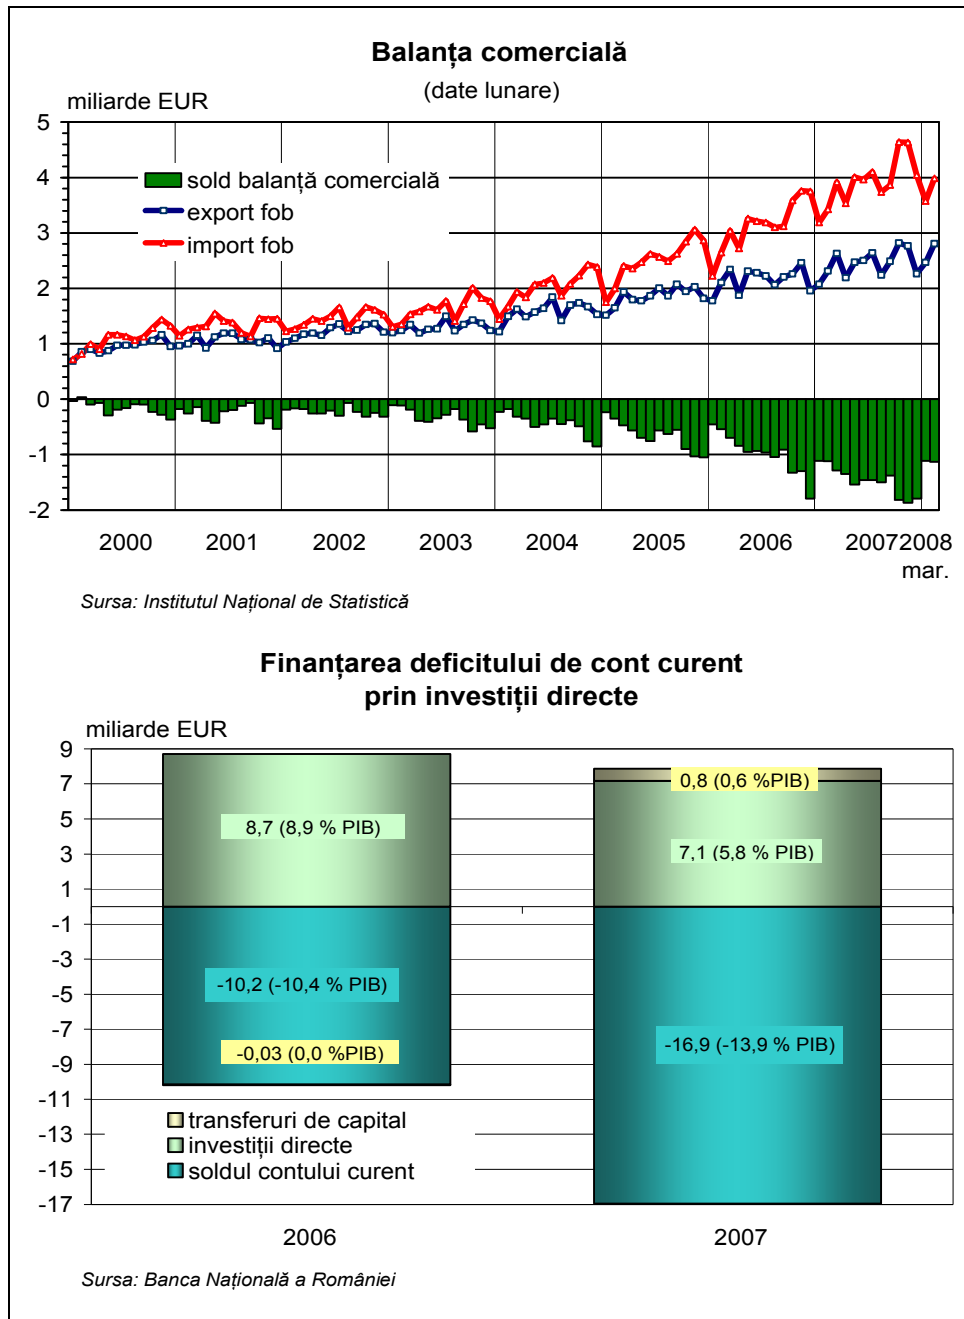 Balanța comercială
(date lunare)
miliarde EUR
5
4
3
2
1
0
-1
-2
sold balanță comercială
export fob
import fob
2000 2001 2002 2003 2004 2005 2006 2007 2008
mar.
Sursa: Institutul Național de Statistică
Finanțarea deficitului de cont curent
prin investiții directe
miliarde EUR
9
7
5
3
1
-1
-3
-5
-7
-9
-11
-13
-15
-17
8,7 (8,9 % PIB)
-10,2 (-10,4 % PIB)
-0,03 (0,0 %PIB)
0,8 (0,6 %PIB)
7,1 (5,8 % PIB)
-16,9 (-13,9 % PIB)
transferuri de capital
investiții directe
soldul contului curent
2006 2007
Sursa: Banca Națională a României